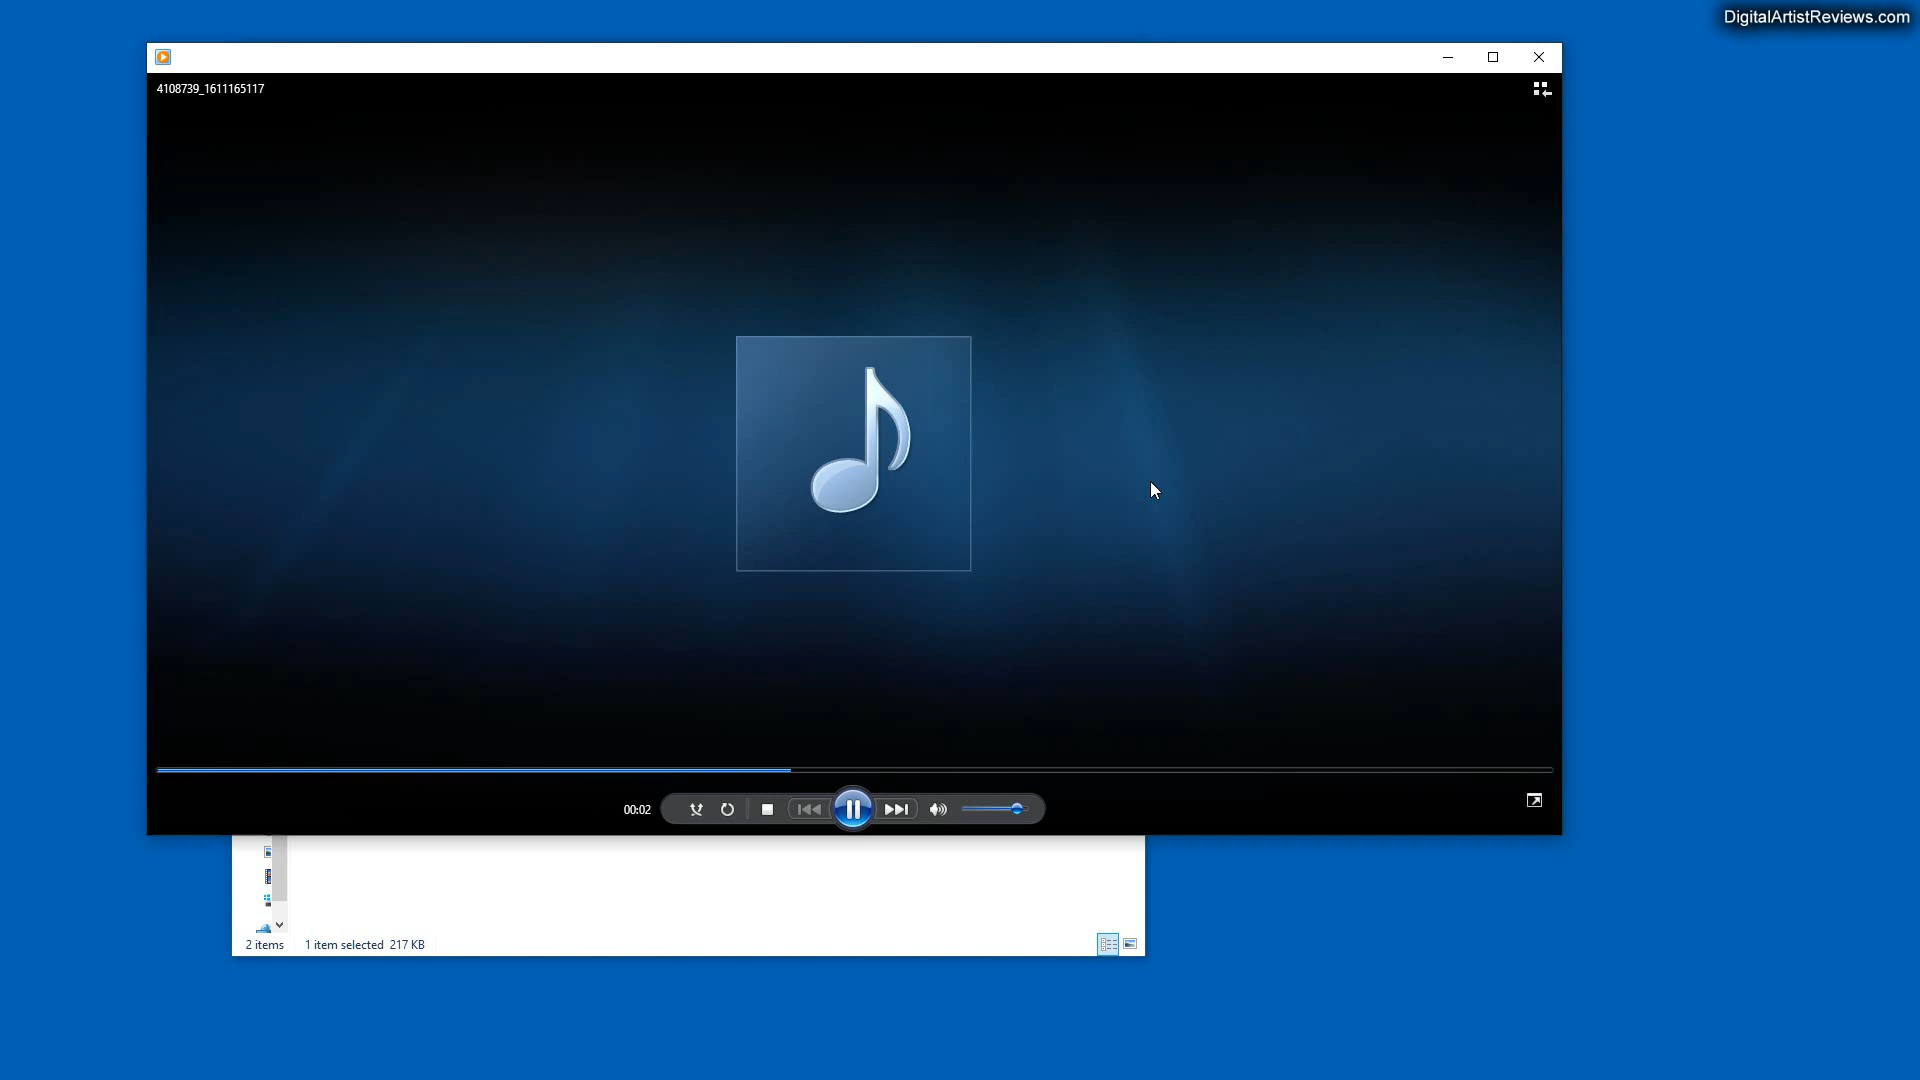 DigitalArtistReviews.com
4108739_1611165117
00:02
2 items 1 item selected 217 KB